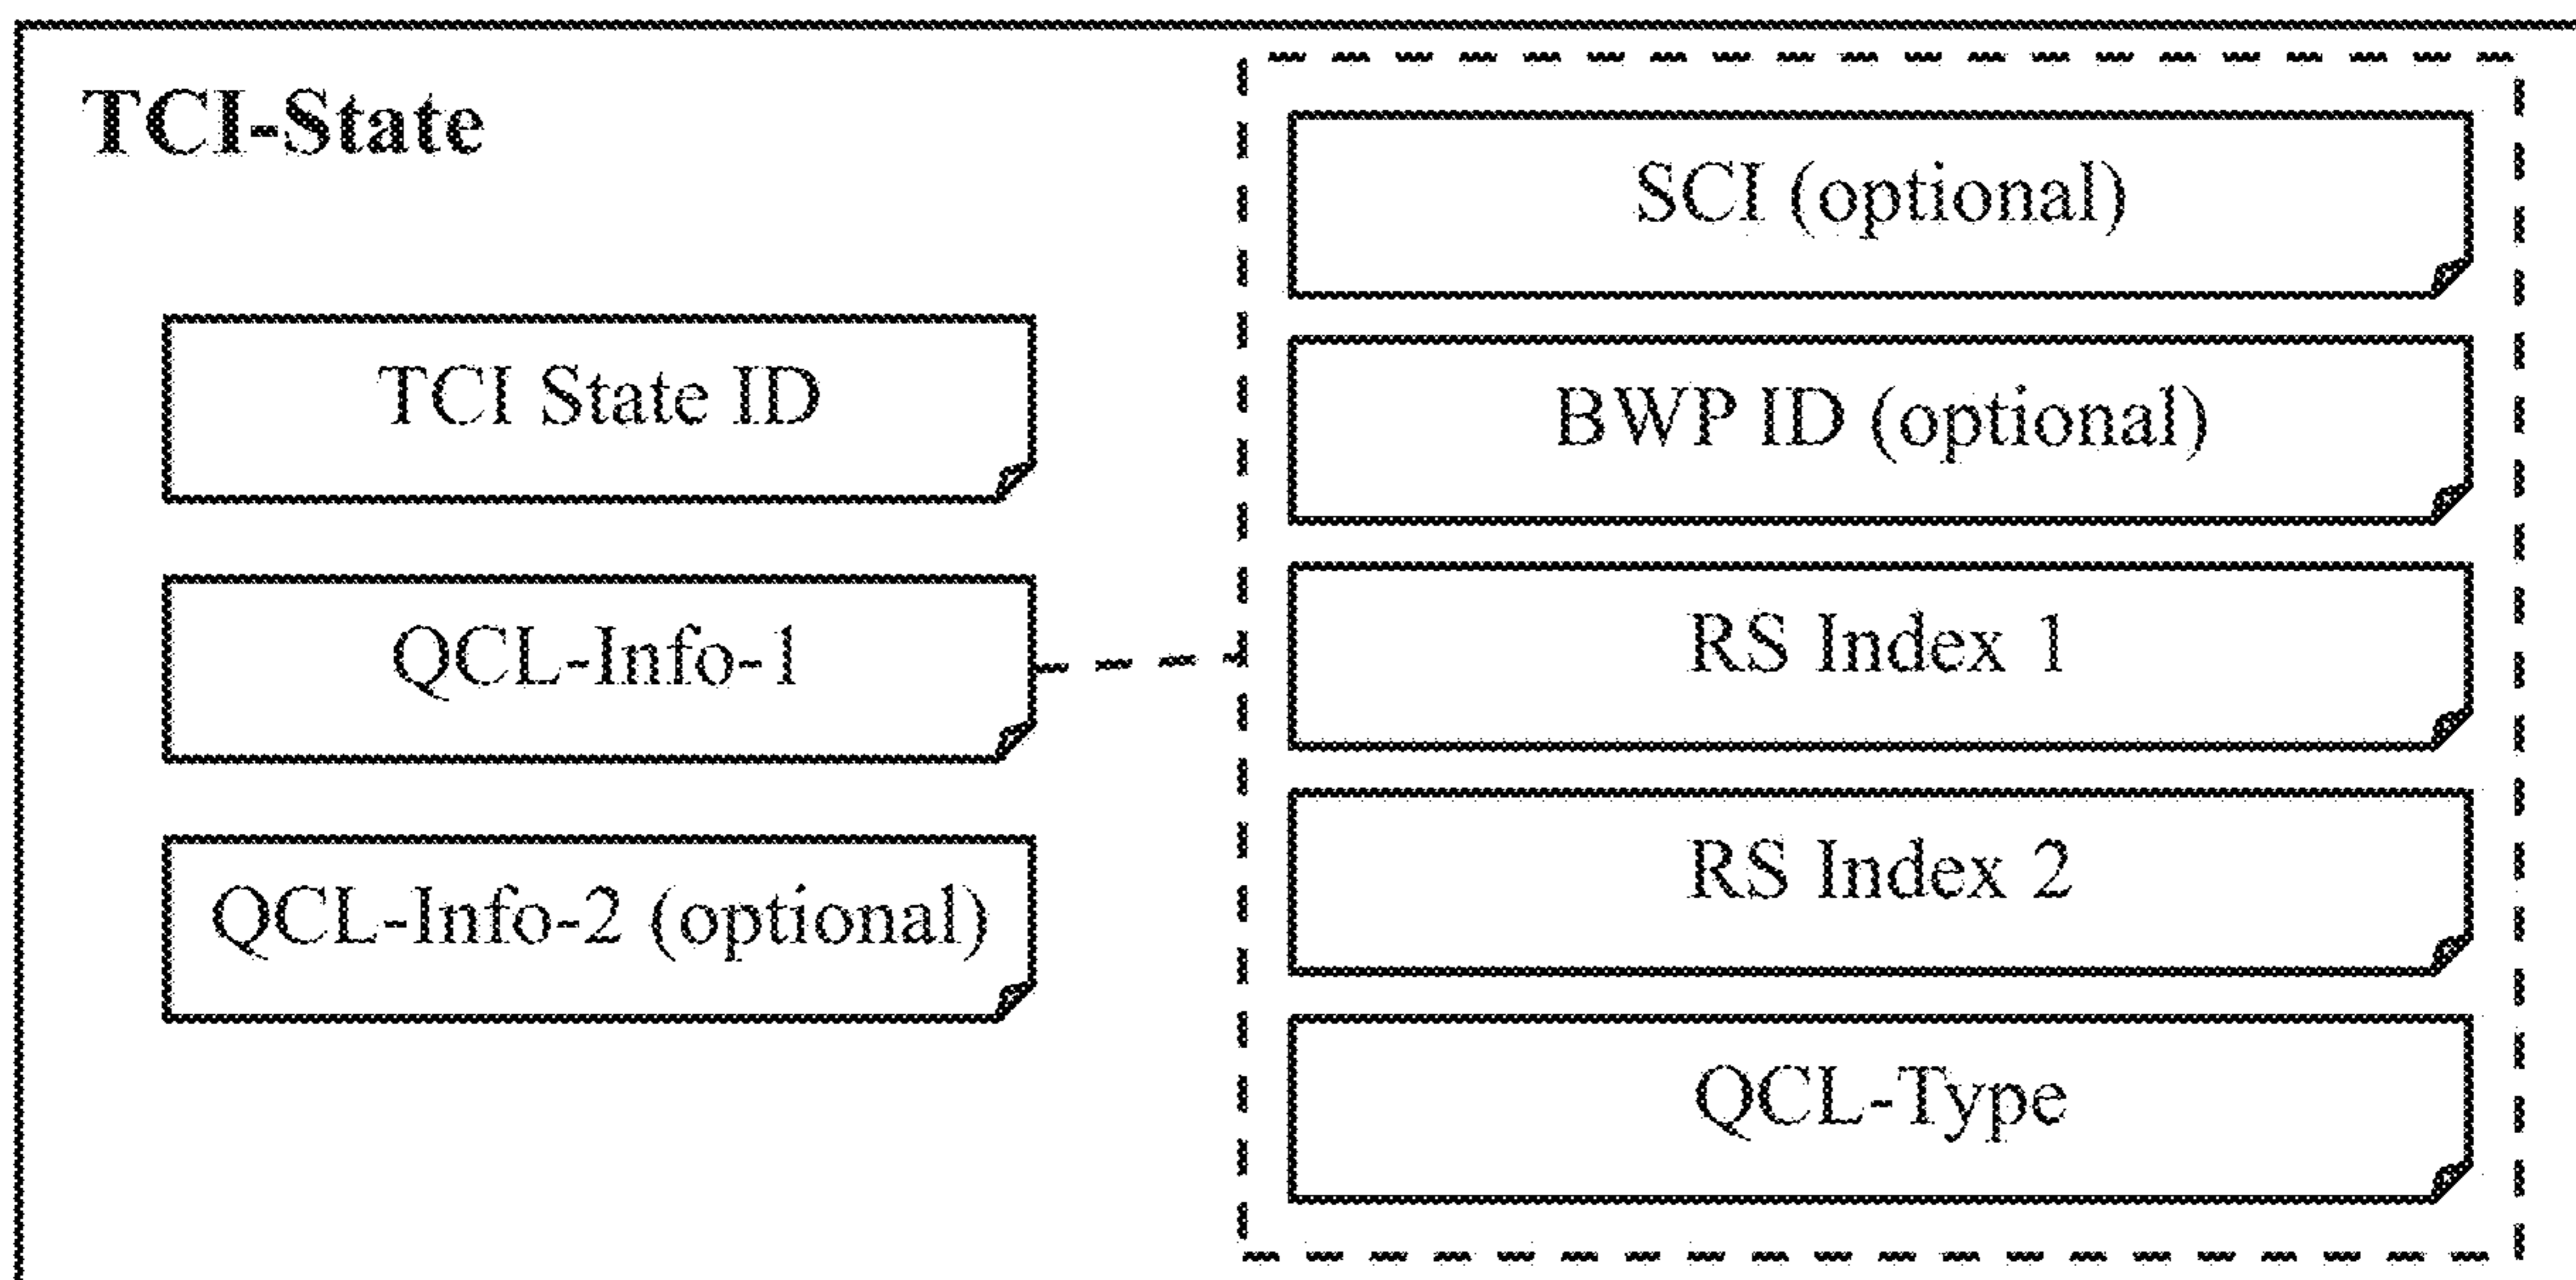 TCI-State
TCI State ID
QCL-Info-1
QCL-Info-2 (optional)
SCI (optional)
BWP ID (optional)
RS Index 1
RS Index 2
QCL-Type